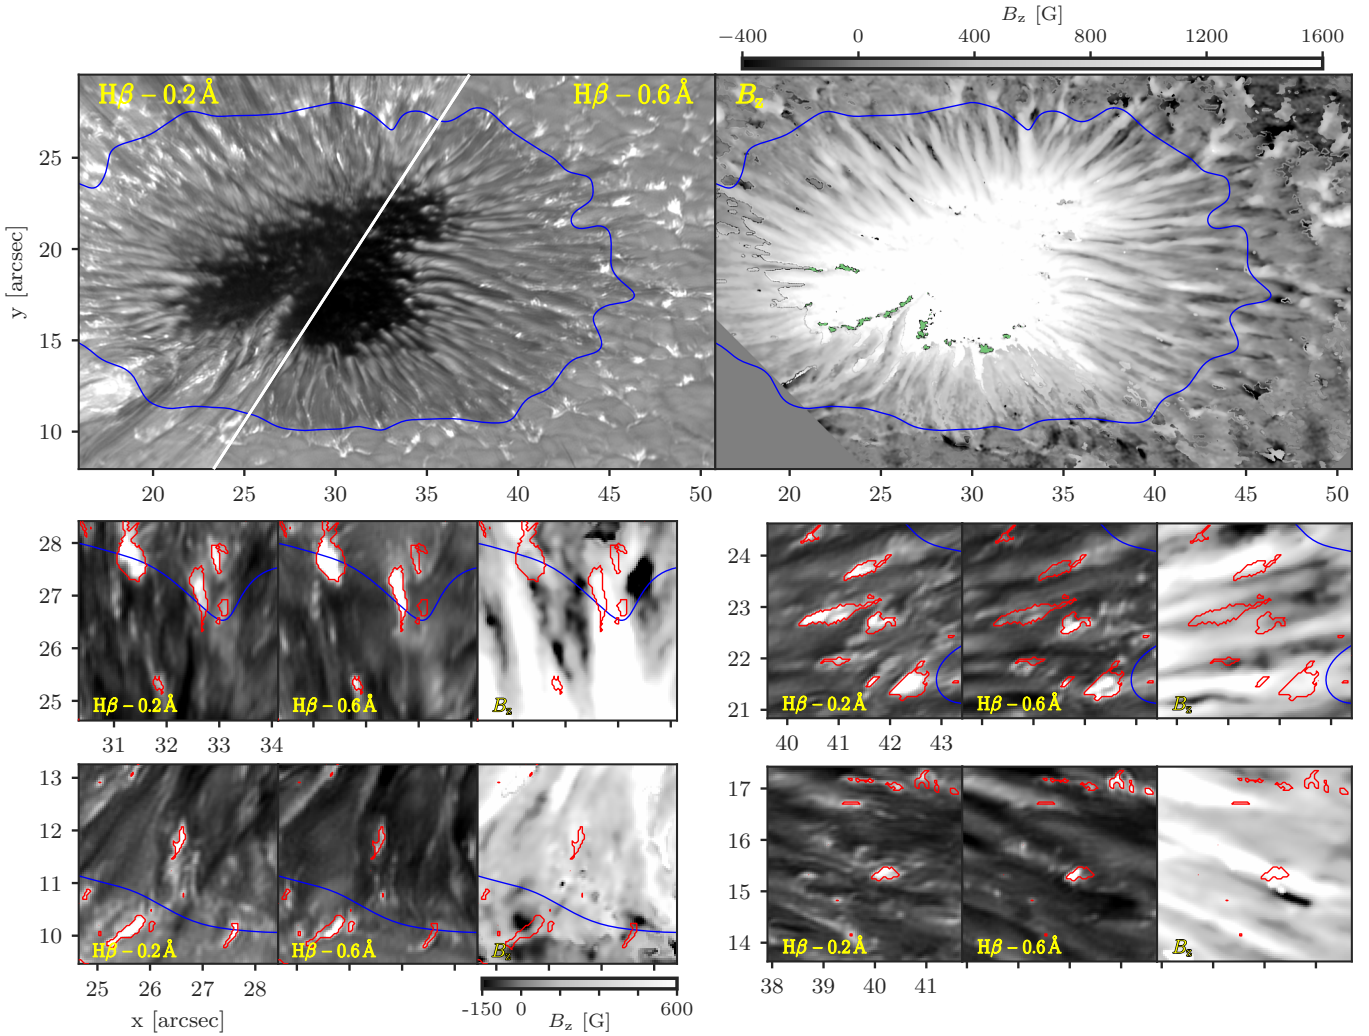 B_z [G]
−400 0 400 800 1200 1600
Hβ − 0.2 Å
Hβ − 0.6 Å
B_z
y [arcsec]
25
20
15
10
20 25 30 35 40 45 50
20 25 30 35 40 45 50
28
27
26
25
Hβ − 0.2 Å
Hβ − 0.6 Å
B_z
31 32 33 34
24
23
22
21
Hβ − 0.2 Å
Hβ − 0.6 Å
B_z
40 41 42 43
13
12
11
10
Hβ − 0.2 Å
Hβ − 0.6 Å
B_z
25 26 27 28
x [arcsec]
-150 0 600
B_z [G]
17
16
15
14
Hβ − 0.2 Å
Hβ − 0.6 Å
B_z
38 39 40 41